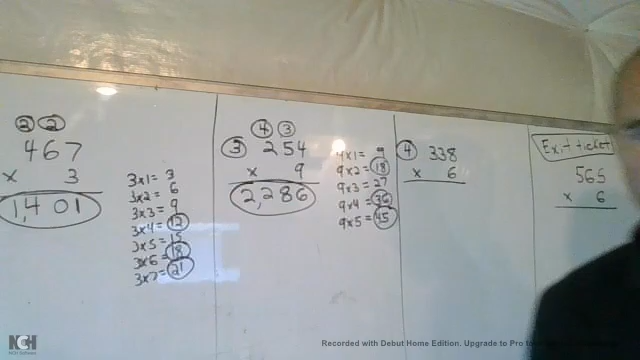 ② ②
467
x 3
1,401
3x1= 3
3x2= 6
3x3= 9
3x4= 12
3x5= 15
3x6= 18
3x7= 21
④ ③
③ 254
x 9
2,286
9x1= 9
9x2= 18
9x3= 27
9x4= 36
9x5= 45
④ 338
x 6
Exit ticket
565
x 6
NCH
NCH Software
Recorded with Debut Home Edition. Upgrade to Pro